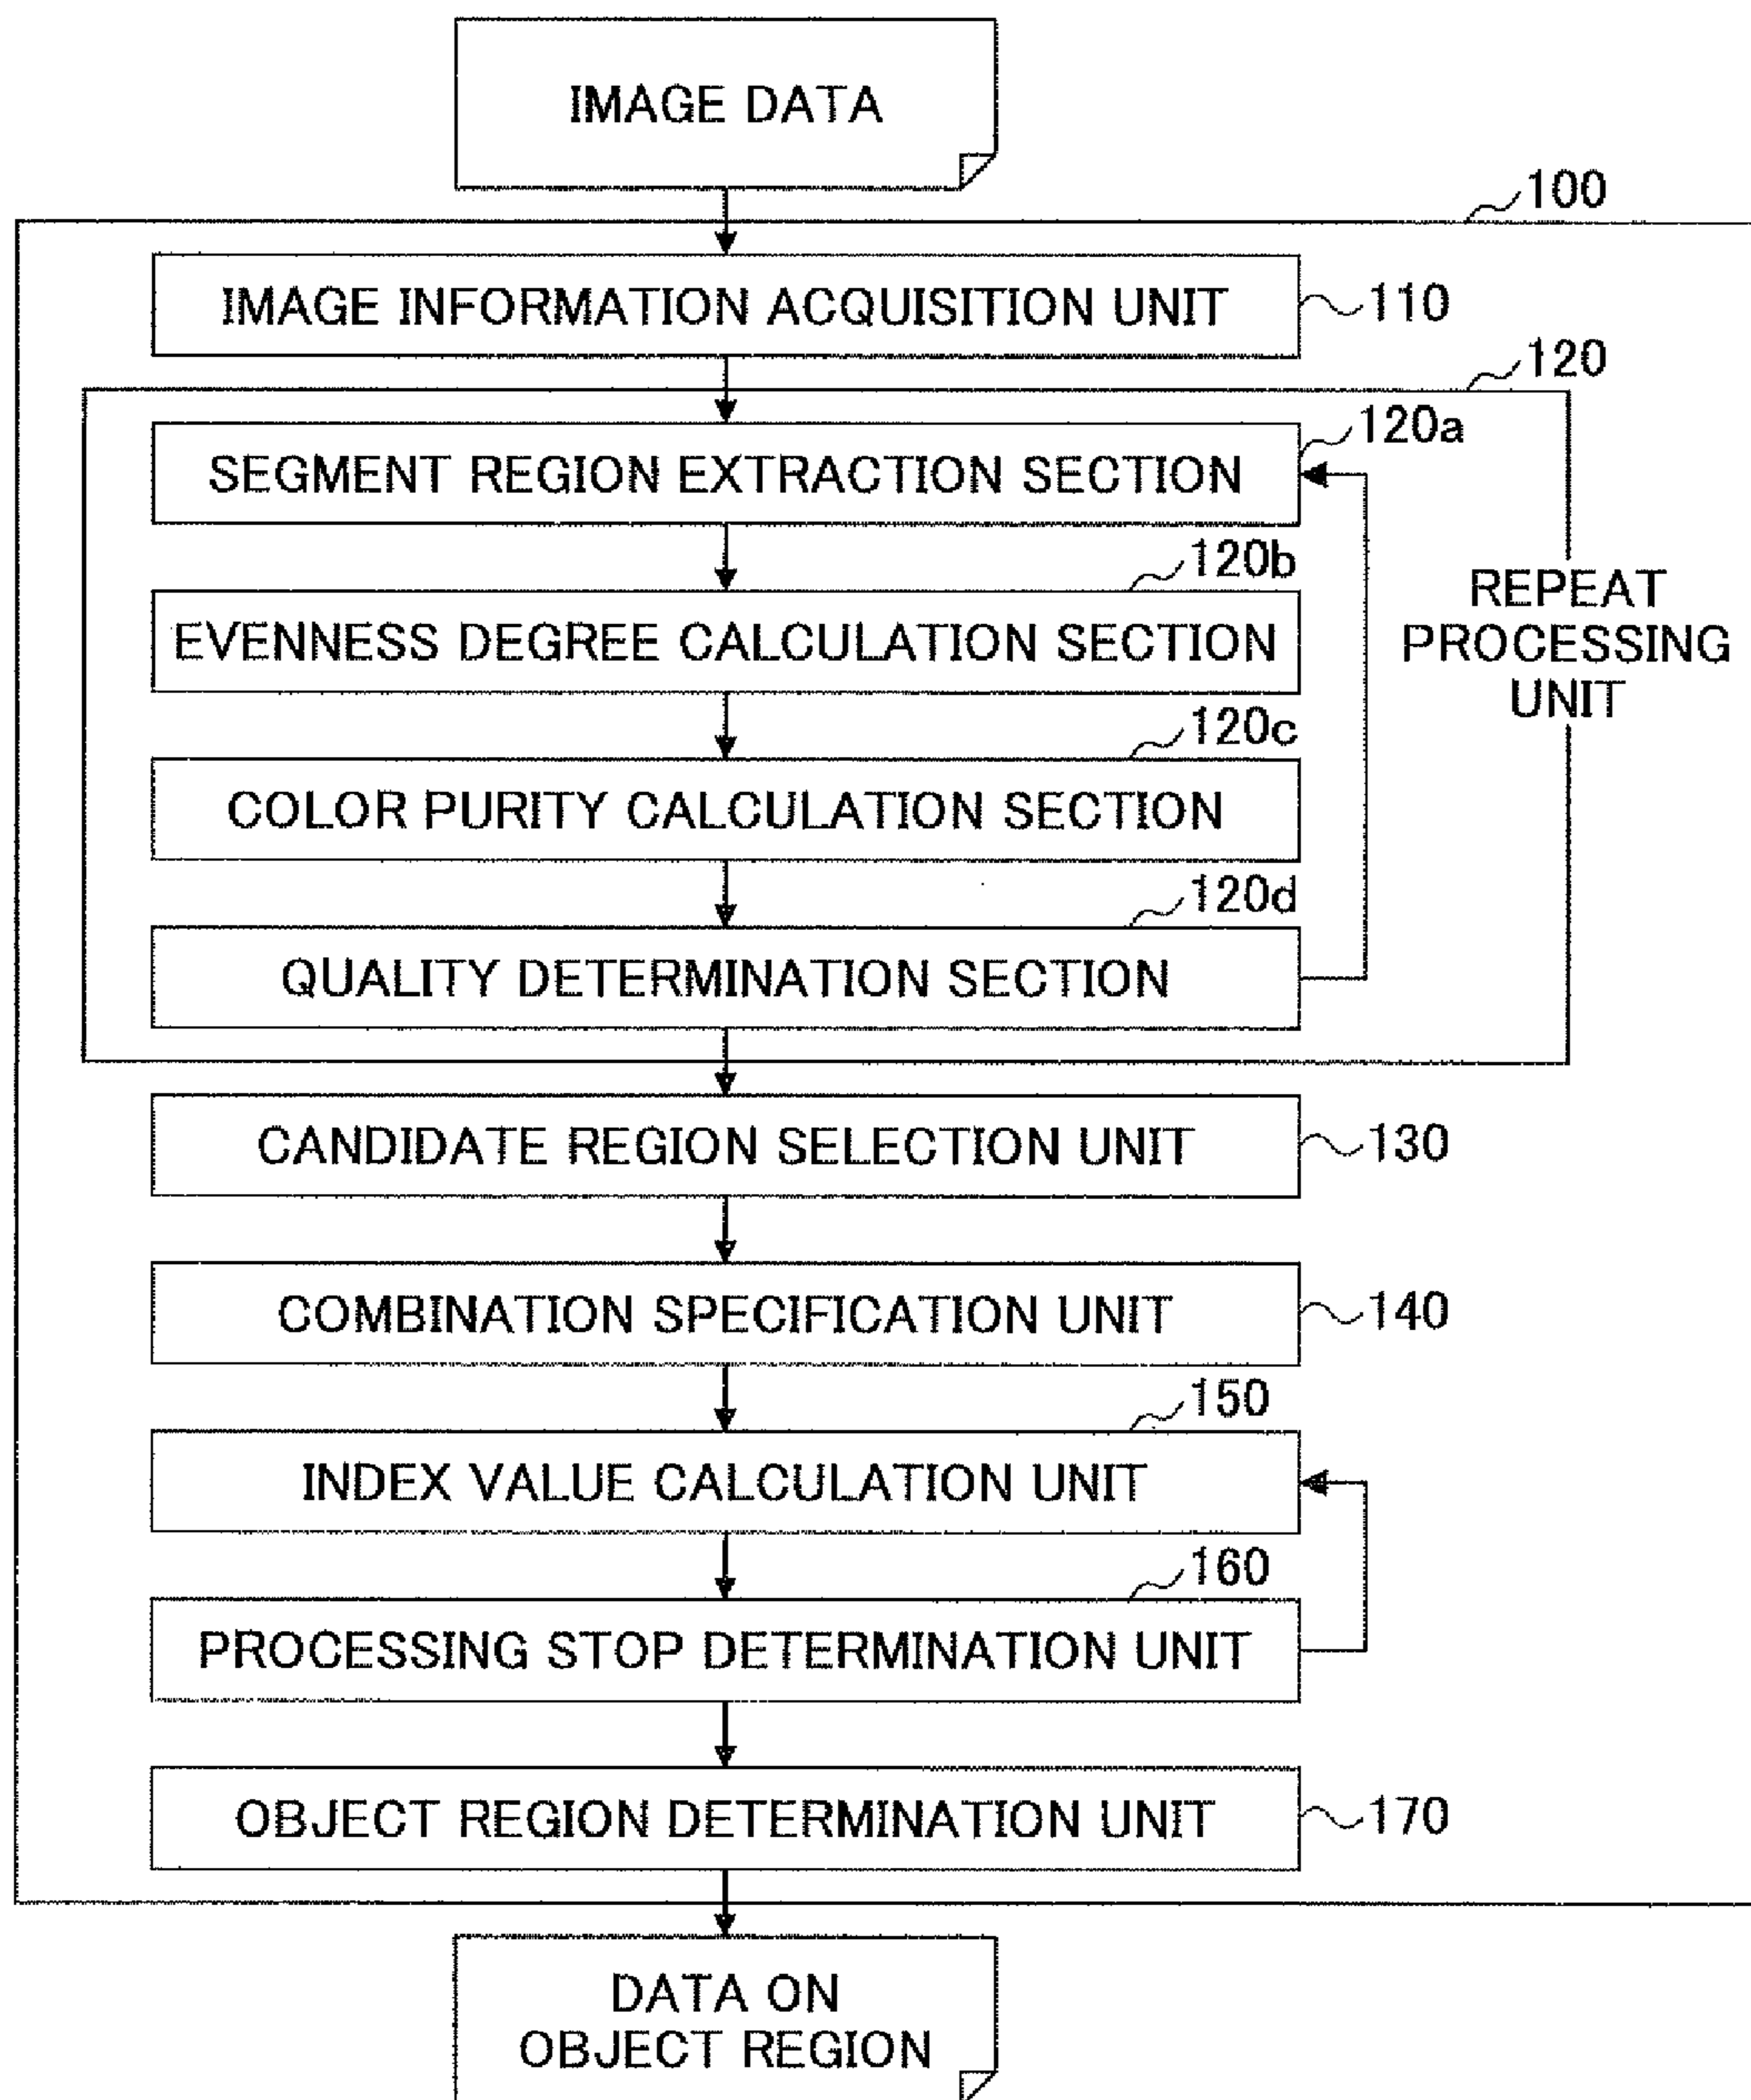 IMAGE DATA
100
IMAGE INFORMATION ACQUISITION UNIT
110
120
120a
SEGMENT REGION EXTRACTION SECTION
120b
EVENNESS DEGREE CALCULATION SECTION
REPEAT
PROCESSING
UNIT
120c
COLOR PURITY CALCULATION SECTION
120d
QUALITY DETERMINATION SECTION
CANDIDATE REGION SELECTION UNIT
130
COMBINATION SPECIFICATION UNIT
140
150
INDEX VALUE CALCULATION UNIT
160
PROCESSING STOP DETERMINATION UNIT
OBJECT REGION DETERMINATION UNIT
170
DATA ON
OBJECT REGION